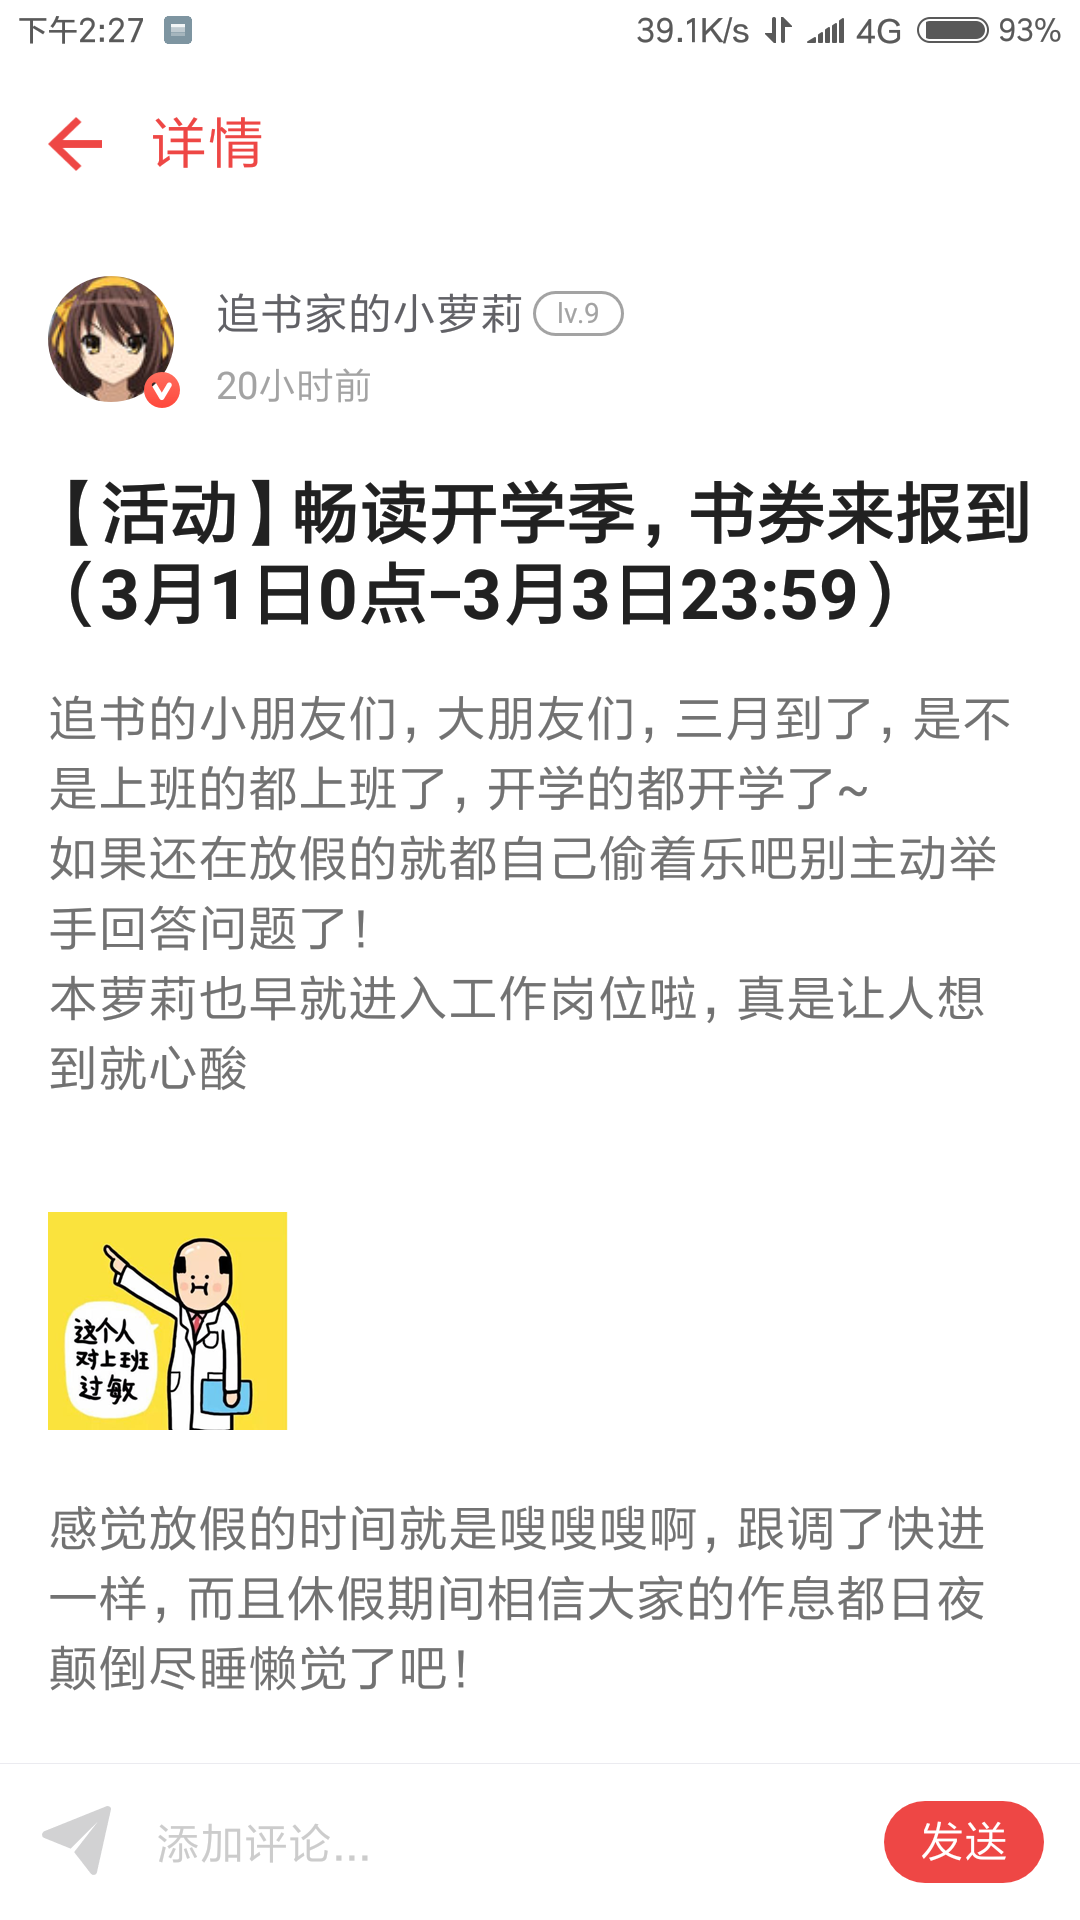 下午2:27
39.1K/s 4G 93%
详情
追书家的小萝莉 lv.9
20小时前
【活动】畅读开学季，书券来报到
（3月1日0点-3月3日23:59）
追书的小朋友们，大朋友们，三月到了，是不
是上班的都上班了，开学的都开学了~
如果还在放假的就都自己偷着乐吧别主动举
手回答问题了！
本萝莉也早就进入工作岗位啦，真是让人想
到就心酸
这个人
对上班
过敏
感觉放假的时间就是嗖嗖嗖啊，跟调了快进
一样，而且休假期间相信大家的作息都日夜
颠倒尽睡懒觉了吧！
添加评论...
发送